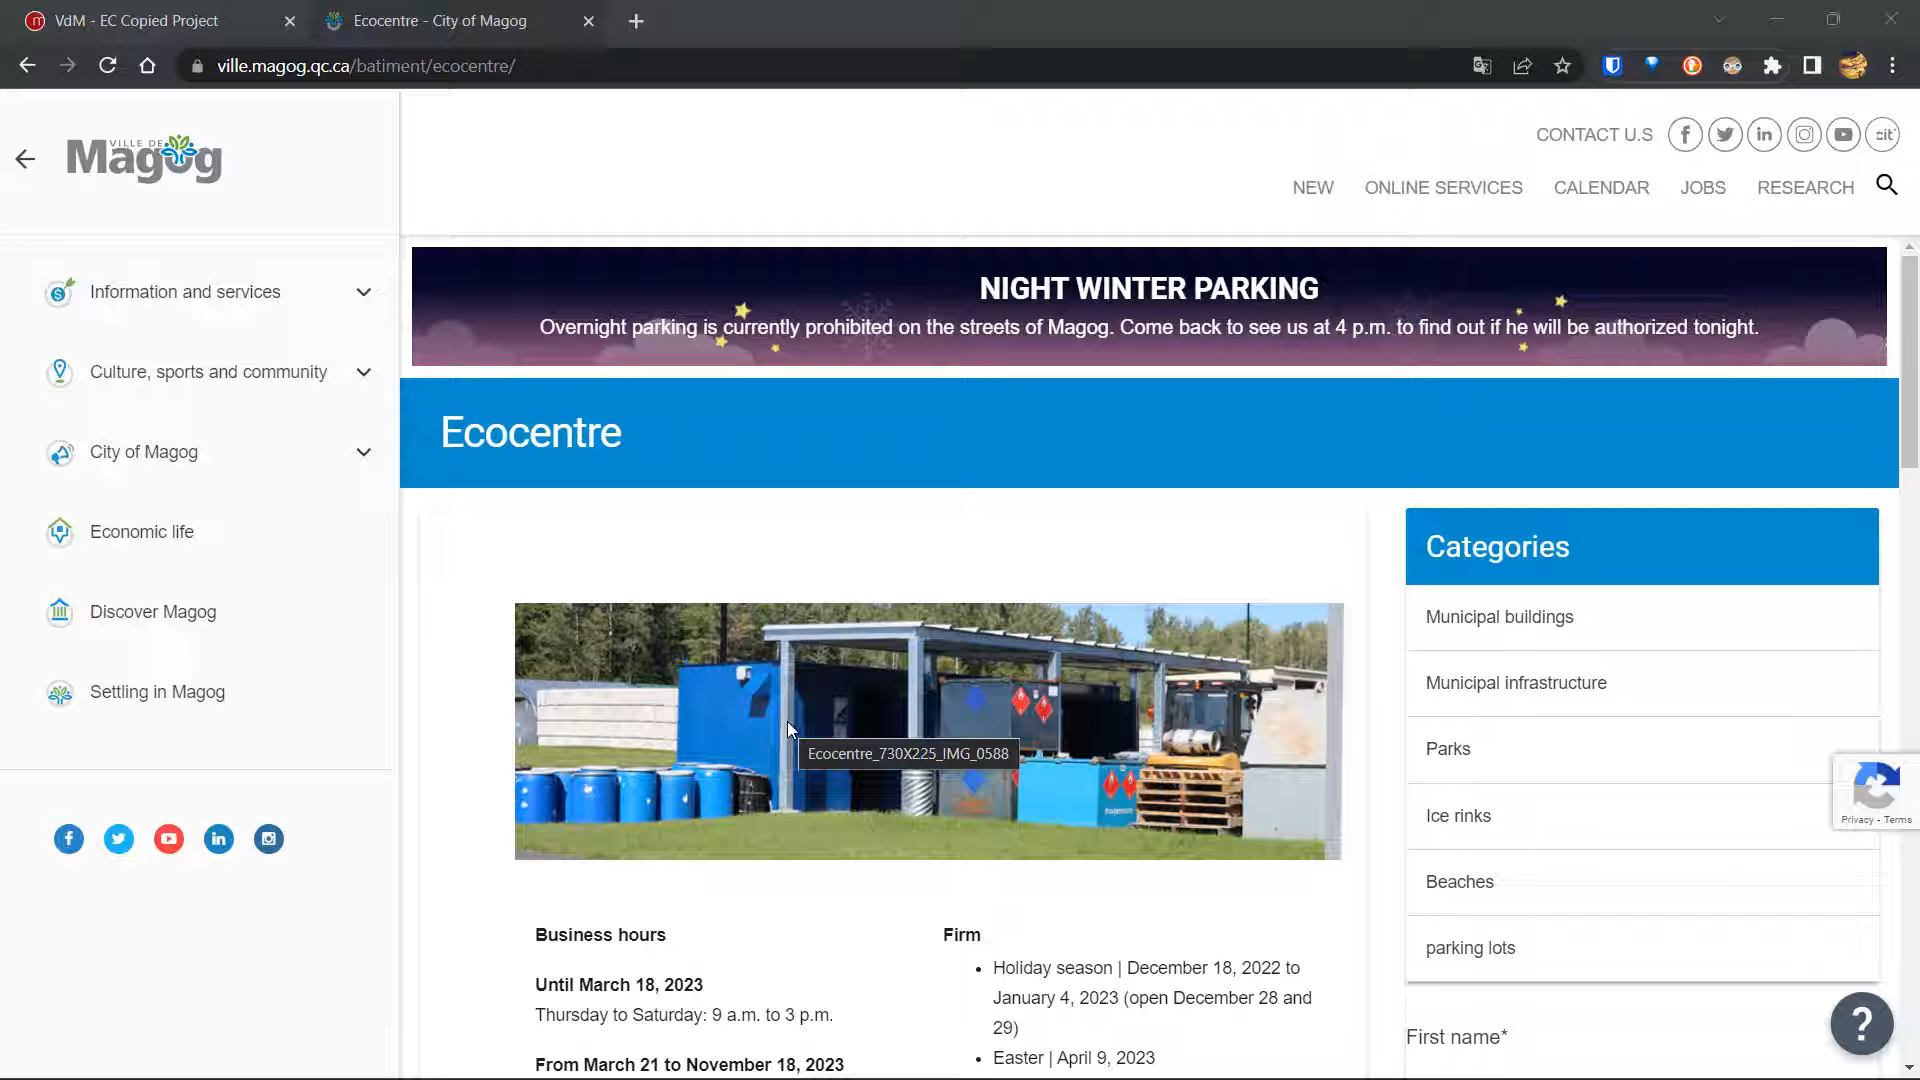 VdM - EC Copied Project
Ecocentre - City of Magog
ville.magog.qc.ca/batiment/ecocentre/
VILLE DE
Magog
CONTACT U.S
cit'
NEW
ONLINE SERVICES
CALENDAR
JOBS
RESEARCH
Information and services
Culture, sports and community
City of Magog
Economic life
Discover Magog
Settling in Magog
NIGHT WINTER PARKING
Overnight parking is currently prohibited on the streets of Magog. Come back to see us at 4 p.m. to find out if he will be authorized tonight.
Ecocentre
Ecocentre_730X225_IMG_0588
Business hours
Until March 18, 2023
Thursday to Saturday: 9 a.m. to 3 p.m.
From March 21 to November 18, 2023
Firm
• Holiday season | December 18, 2022 to
January 4, 2023 (open December 28 and
29)
• Easter | April 9, 2023
Categories
Municipal buildings
Municipal infrastructure
Parks
Ice rinks
Beaches
parking lots
First name*
Privacy - Terms
?